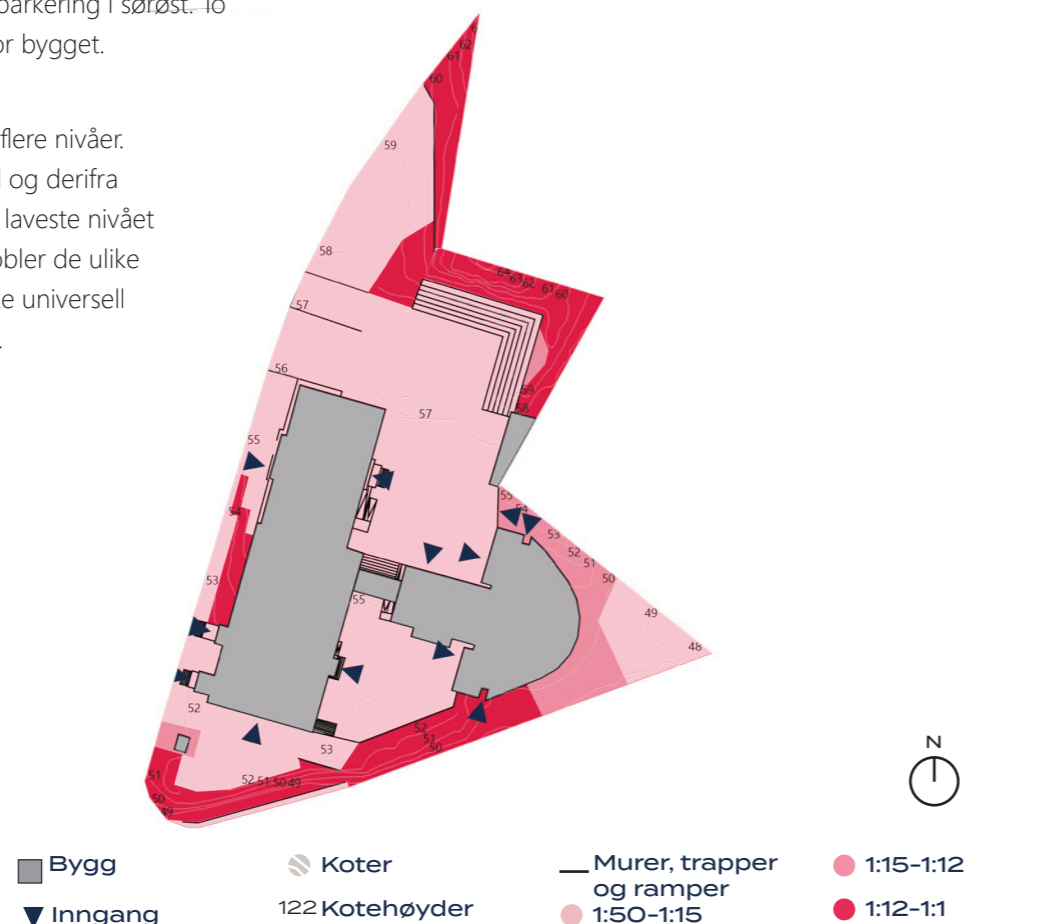 parkering i sørøst. To
or bygget.
flere nivåer.
og derifra
laveste nivået
obler de ulike
e universell
62
61
60
59
58
57
56
55
54
53
52
64 63 62 61 60
59
58
57
55
54
53
52
51
50
49
48
55
53
52
51
50
52 51 50 49
51
50
49
N
Bygg
Inngang
Koter
122 Kotehøyder
Murer, trapper
og ramper
1:50-1:15
1:15-1:12
1:12-1:1